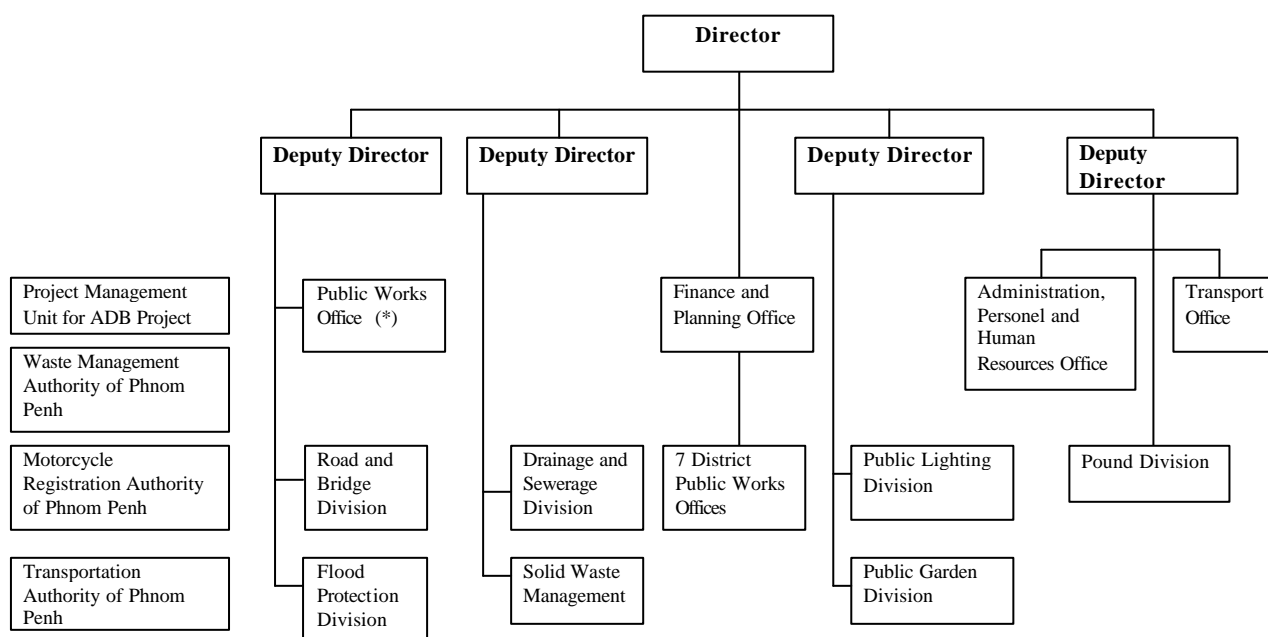 Director
Deputy Director
Deputy Director
Deputy Director
Deputy
Director
Project Management
Unit for ADB Project
Public Works
Office (*)
Finance and
Planning Office
Administration,
Personel and
Human
Resources Office
Transport
Office
Waste Management
Authority of Phnom
Penh
Motorcycle
Registration Authority
of Phnom Penh
Road and
Bridge
Division
Drainage and
Sewerage
Division
7 District
Public Works
Offices
Public Lighting
Division
Pound Division
Transportation
Authority of Phnom
Penh
Flood
Protection
Division
Solid Waste
Management
Public Garden
Division